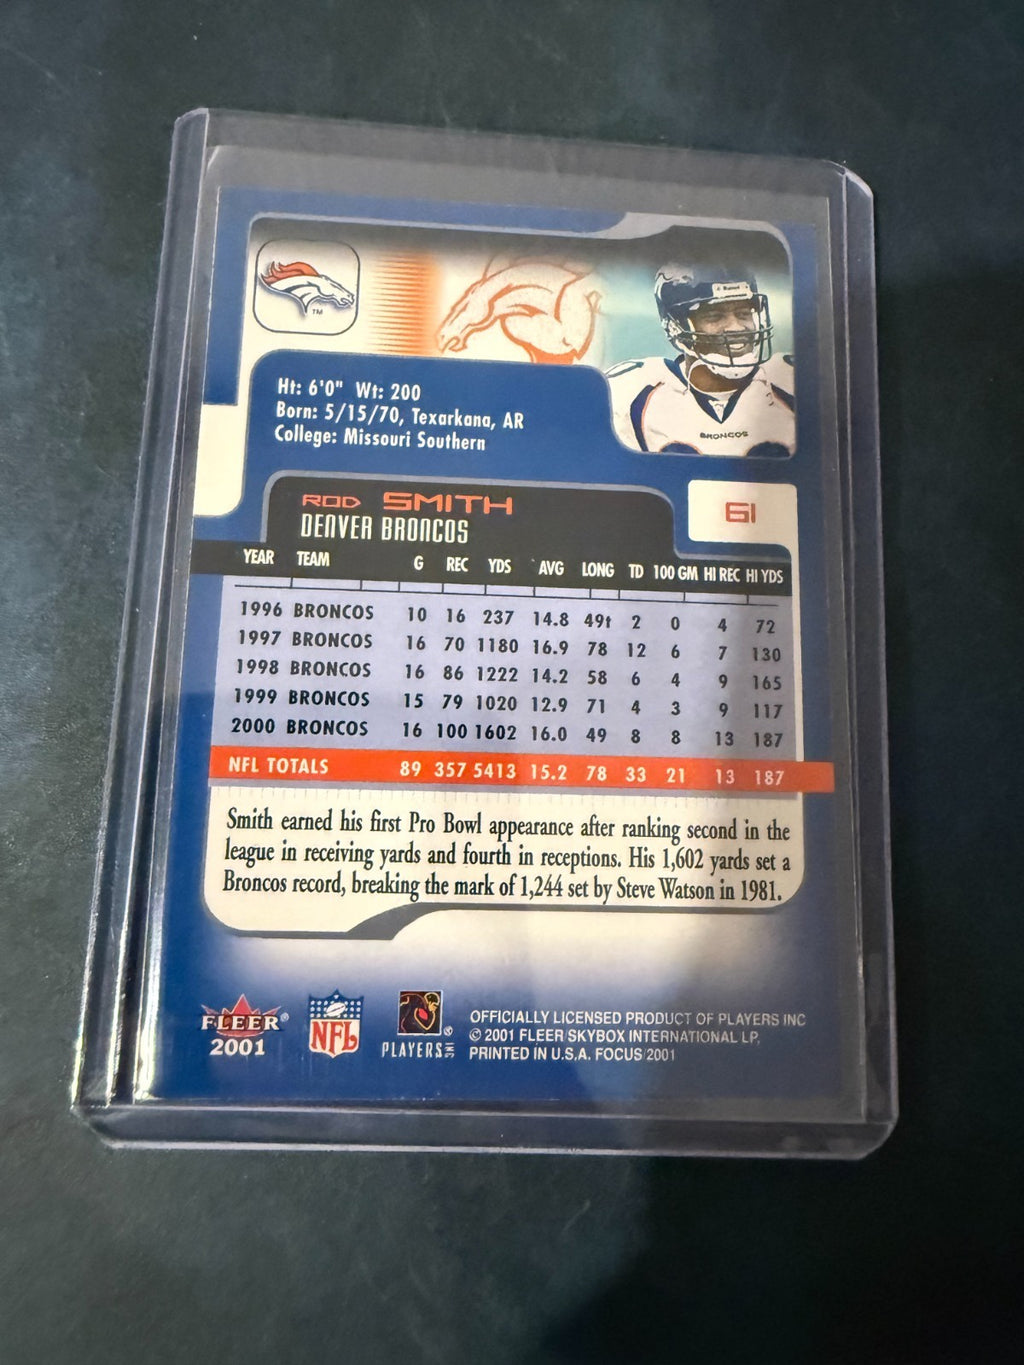 TM
Ht: 6'0" Wt: 200
Born: 5/15/70, Texarkana, AR
College: Missouri Southern
BRONCOS
ROD SMITH
DENVER BRONCOS
61
YEAR TEAM G REC YDS AVG LONG TD 100 GM HI REC HI YDS
1996 BRONCOS 10 16 237 14.8 49t 2 0 4 72
1997 BRONCOS 16 70 1180 16.9 78 12 6 7 130
1998 BRONCOS 16 86 1222 14.2 58 6 4 9 165
1999 BRONCOS 15 79 1020 12.9 71 4 3 9 117
2000 BRONCOS 16 100 1602 16.0 49 8 8 13 187
NFL TOTALS 89 357 5413 15.2 78 33 21 13 187
Smith earned his first Pro Bowl appearance after ranking second in the
league in receiving yards and fourth in receptions. His 1,602 yards set a
Broncos record, breaking the mark of 1,244 set by Steve Watson in 1981.
FLEER®
2001
NFL
®
PLAYERS INC
OFFICIALLY LICENSED PRODUCT OF PLAYERS INC
© 2001 FLEER/SKYBOX INTERNATIONAL LP,
PRINTED IN U.S.A. FOCUS/2001